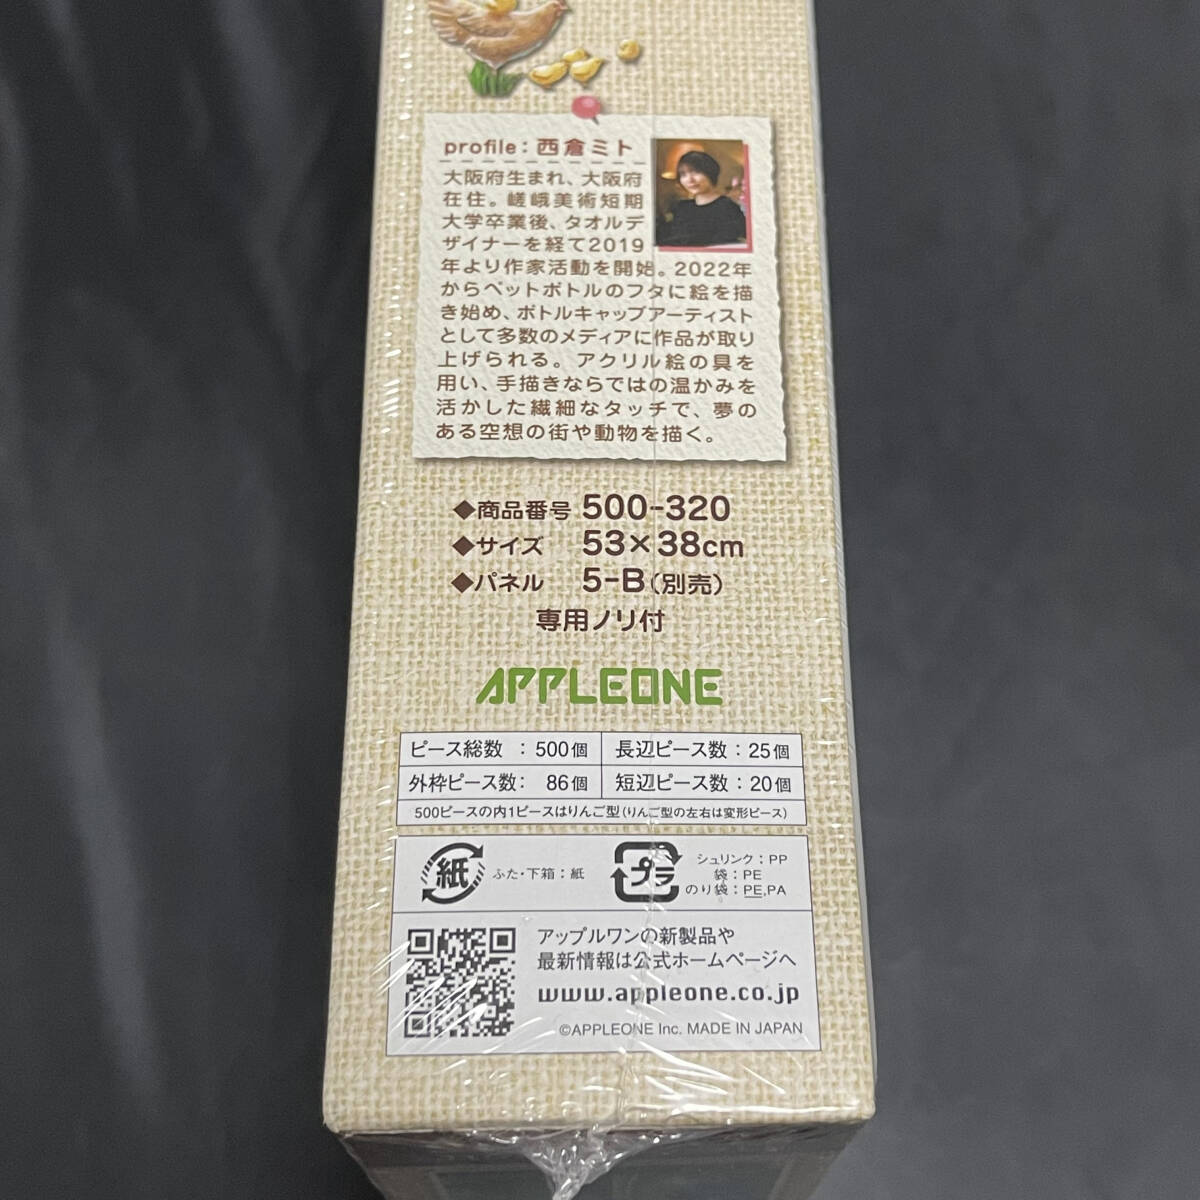 profile: 西倉ミト
大阪府生まれ、大阪府
在住。嵯峨美術短期
大学卒業後、タオルデ
ザイナーを経て2019
年より作家活動を開始。2022年
からペットボトルのフタに絵を描
き始め、ボトルキャップアーティスト
として多数のメディアに作品が取り
上げられる。アクリル絵の具を
用い、手描きならではの温かみを
活かした繊細なタッチで、夢の
ある空想の街や動物を描く。
◆商品番号 500-320
◆サイズ 53×38cm
◆パネル 5-B(別売)
専用ノリ付
APPLEONE
ピース総数 : 500個 長辺ピース数 : 25個
外枠ピース数: 86個 短辺ピース数 : 20個
500ピースの内1ピースはりんご型(りんご型の左右は変形ピース)
紙 ふた・下箱:紙
プラ シュリンク:PP
袋:PE
のり袋:PE,PA
アップルワンの新製品や
最新情報は公式ホームページへ
www.appleone.co.jp
©APPLEONE Inc. MADE IN JAPAN